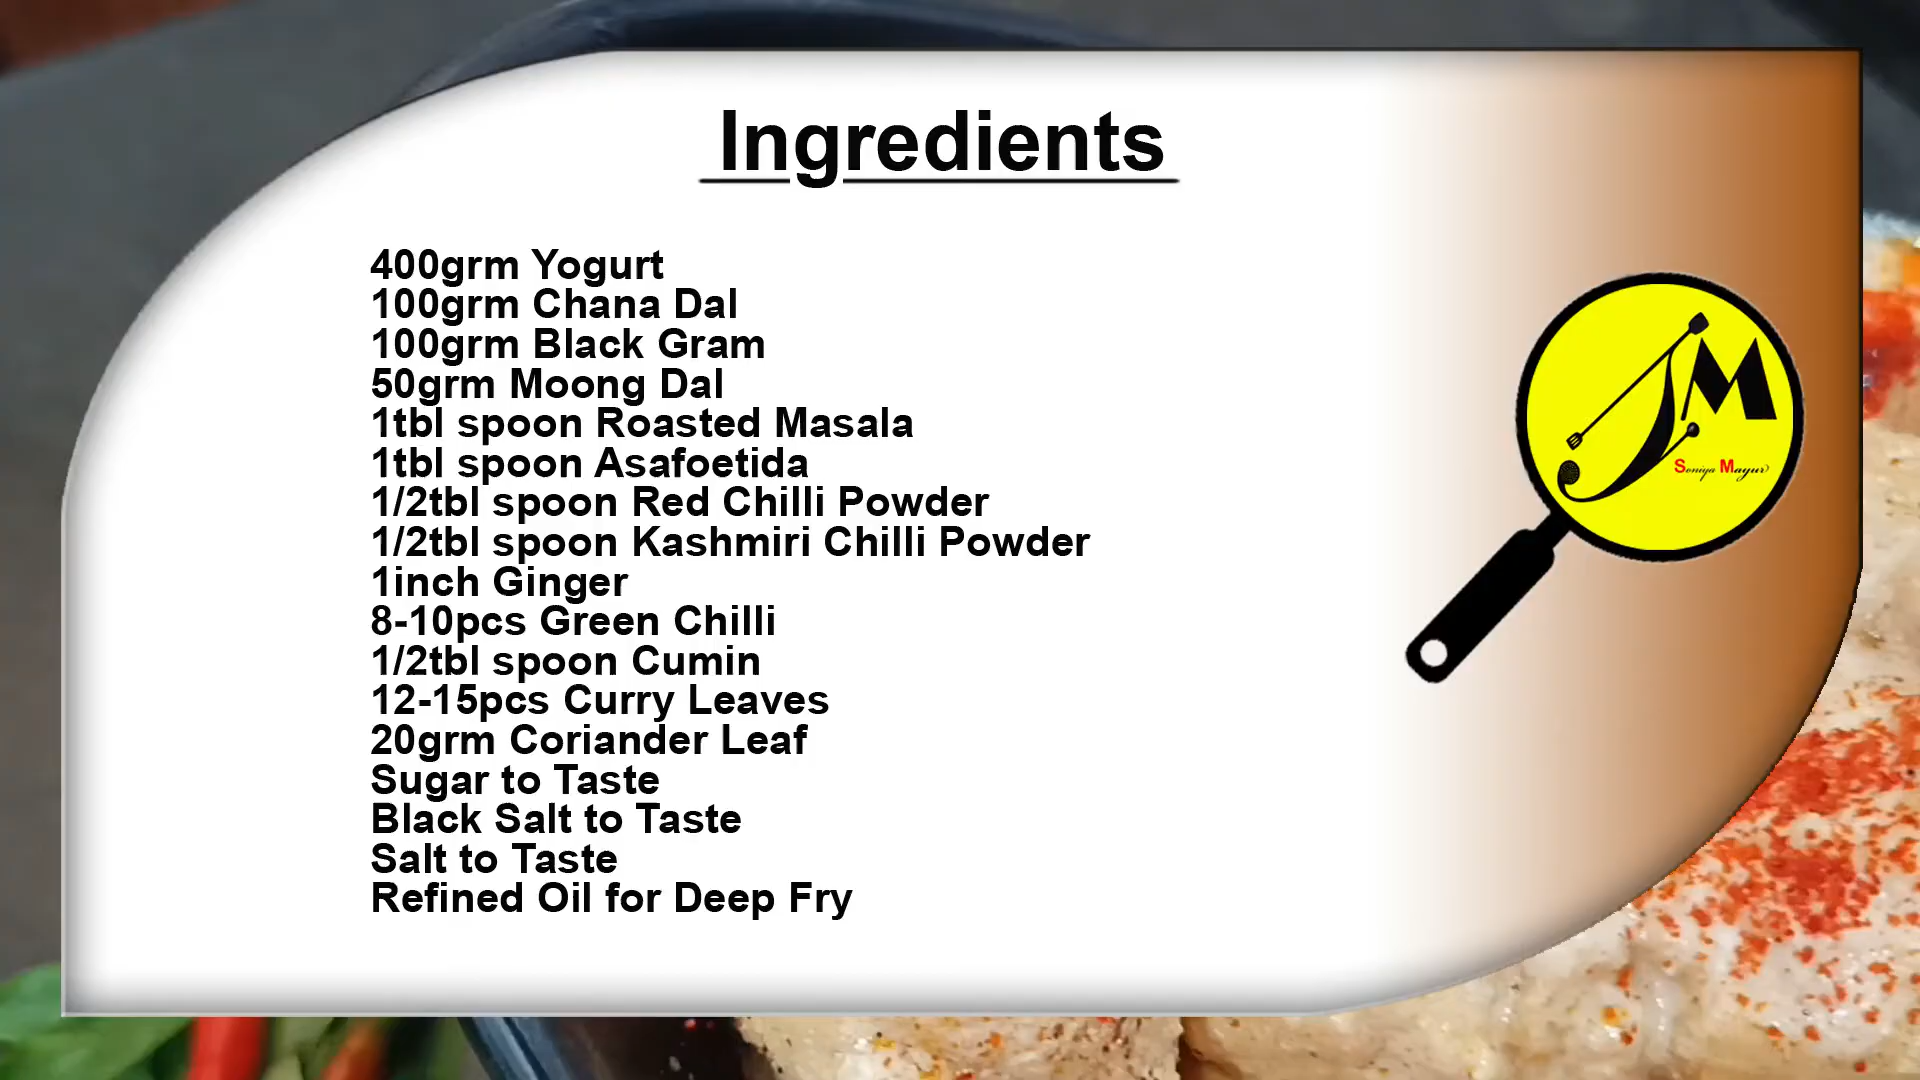 Ingredients
400grm Yogurt
100grm Chana Dal
100grm Black Gram
50grm Moong Dal
1tbl spoon Roasted Masala
1tbl spoon Asafoetida
1/2tbl spoon Red Chilli Powder
1/2tbl spoon Kashmiri Chilli Powder
1inch Ginger
8-10pcs Green Chilli
1/2tbl spoon Cumin
12-15pcs Curry Leaves
20grm Coriander Leaf
Sugar to Taste
Black Salt to Taste
Salt to Taste
Refined Oil for Deep Fry
M
Soniya Mayur